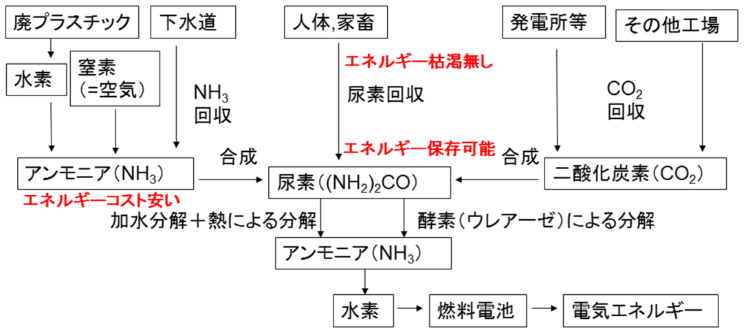 廃プラスチック
下水道
人体,家畜
発電所等
その他工場
水素
窒素
(=空気)
エネルギー枯渇無し
NH3
回収
尿素回収
CO2
回収
エネルギー保存可能
アンモニア(NH3)
合成
尿素((NH2)2CO)
合成
二酸化炭素(CO2)
エネルギーコスト安い
加水分解+熱による分解
酵素(ウレアーゼ)による分解
アンモニア(NH3)
水素
燃料電池
電気エネルギー